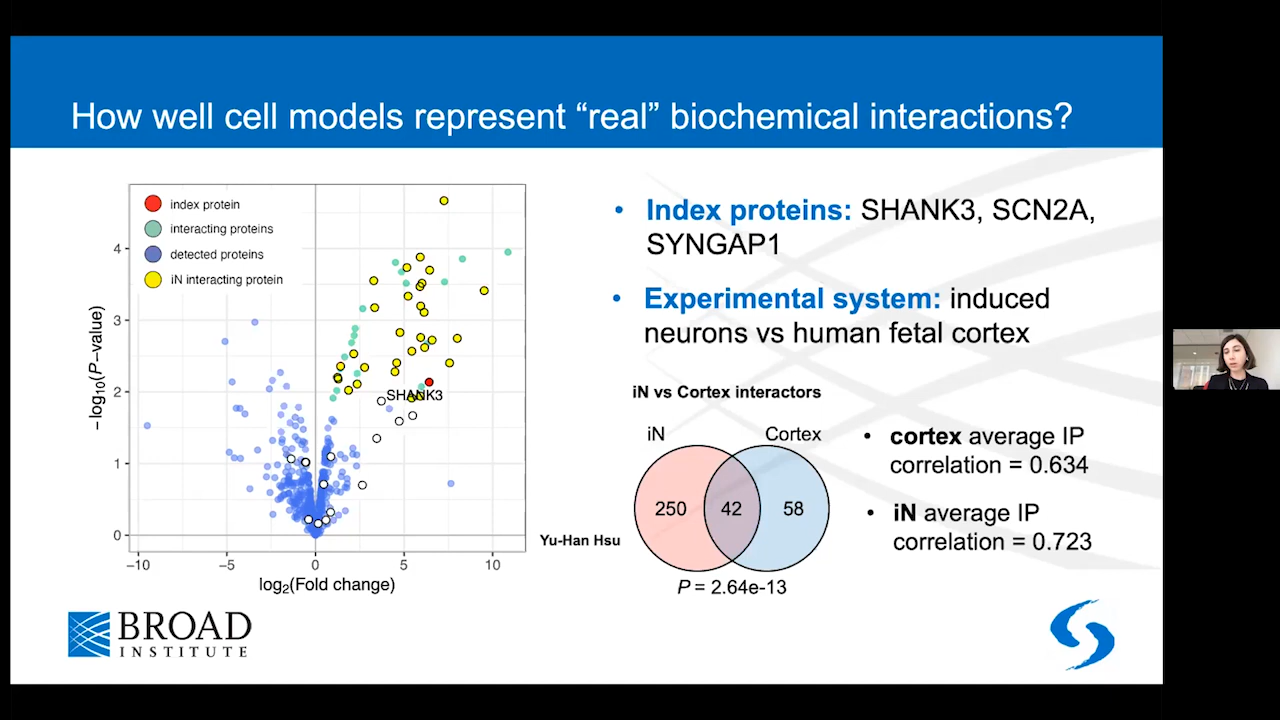 How well cell models represent “real” biochemical interactions?
index protein
interacting proteins
detected proteins
iN interacting protein
SHANK3
4
3
2
1
0
−log10(P−value)
−10
−5
0
5
10
log2(Fold change)
• Index proteins: SHANK3, SCN2A,
SYNGAP1
• Experimental system: induced
neurons vs human fetal cortex
iN vs Cortex interactors
iN
Cortex
250
42
58
P = 2.64e-13
Yu-Han Hsu
• cortex average IP
correlation = 0.634
• iN average IP
correlation = 0.723
BROAD
INSTITUTE